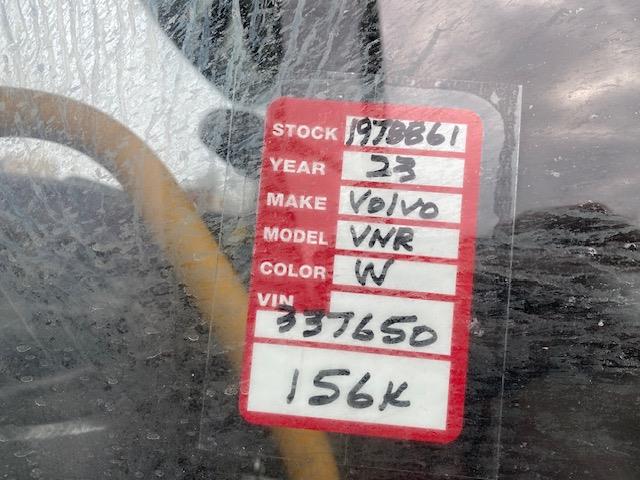 STOCK 1978861
YEAR 23
MAKE VOLVO
MODEL VNR
COLOR W
VIN
337650
156K